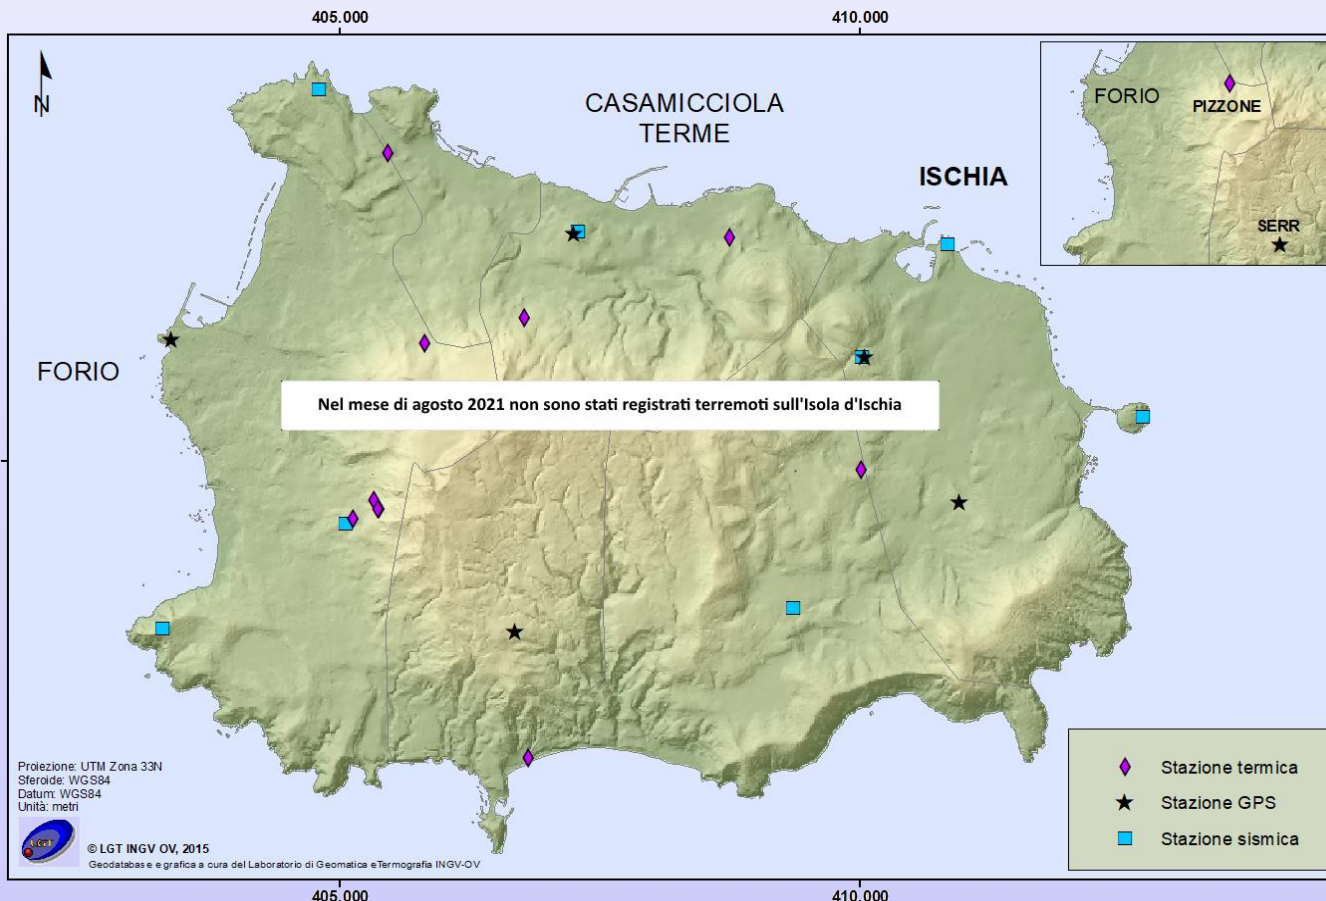 405.000
410.000
N
CASAMICCIOLA
TERME
ISCHIA
FORIO
PIZZONE
SERR
FORIO
Nel mese di agosto 2021 non sono stati registrati terremoti sull'Isola d'Ischia
Proiezione: UTM Zona 33N
Sferoide: WGS84
Datum: WGS84
Unità: metri
© LGT INGV OV, 2015
Geodatabase e grafica a cura del Laboratorio di Geomatica eTermografia INGV-OV
Stazione termica
Stazione GPS
Stazione sismica
405.000
410.000